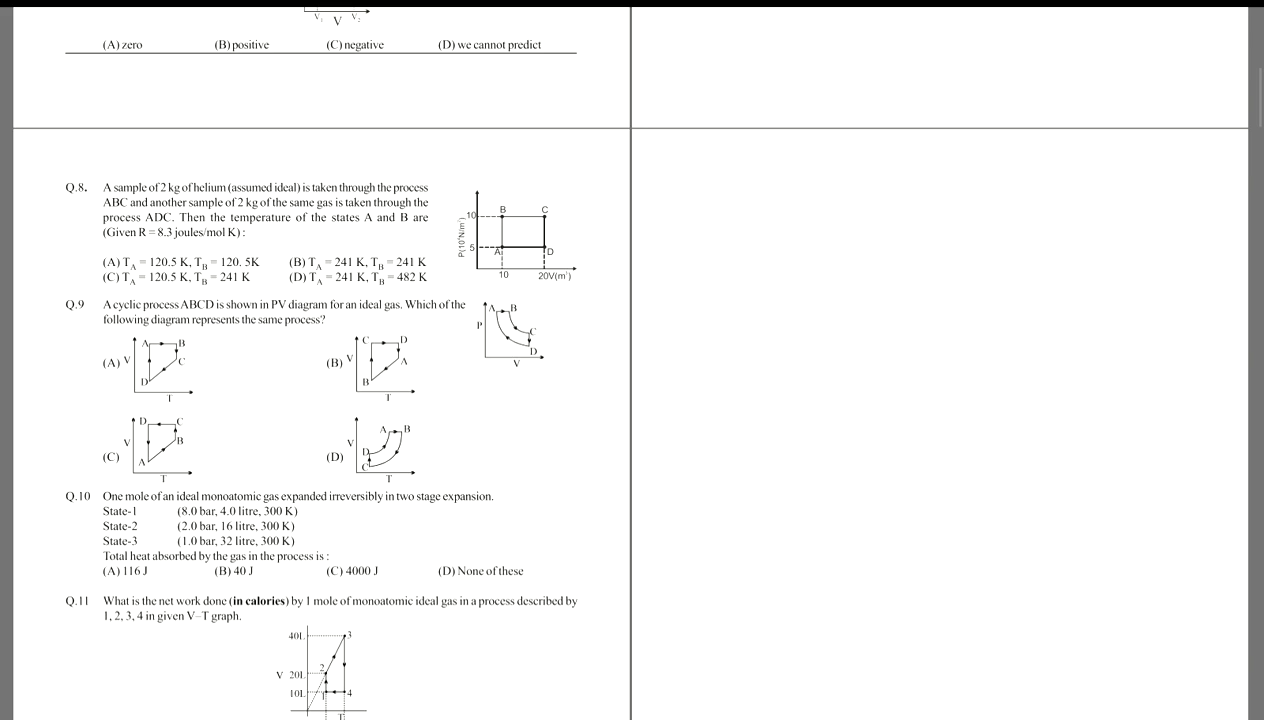 V₁ V V₂
(A) zero (B) positive (C) negative (D) we cannot predict
Q.8. A sample of 2 kg of helium (assumed ideal) is taken through the process
ABC and another sample of 2 kg of the same gas is taken through the
process ADC. Then the temperature of the states A and B are
(Given R = 8.3 joules/mol K) :
(A) T_A = 120.5 K, T_B = 120. 5K (B) T_A = 241 K, T_B = 241 K
(C) T_A = 120.5 K, T_B = 241 K (D) T_A = 241 K, T_B = 482 K
B C
10
P(10⁴N/m²)
5 A D
10 20V(m³)
Q.9 A cyclic process ABCD is shown in PV diagram for an ideal gas. Which of the
following diagram represents the same process?
A B
P
C
D
V
(A) V A B C D T
(B) V C D A B T
(C) V D C B A T
(D) V A B D C T
Q.10 One mole of an ideal monoatomic gas expanded irreversibly in two stage expansion.
State-1 (8.0 bar, 4.0 litre, 300 K)
State-2 (2.0 bar, 16 litre, 300 K)
State-3 (1.0 bar, 32 litre, 300 K)
Total heat absorbed by the gas in the process is :
(A) 116 J (B) 40 J (C) 4000 J (D) None of these
Q.11 What is the net work done (in calories) by 1 mole of monoatomic ideal gas in a process described by
1, 2, 3, 4 in given V–T graph.
40L 3
V 20L 2
10L 1 4
T